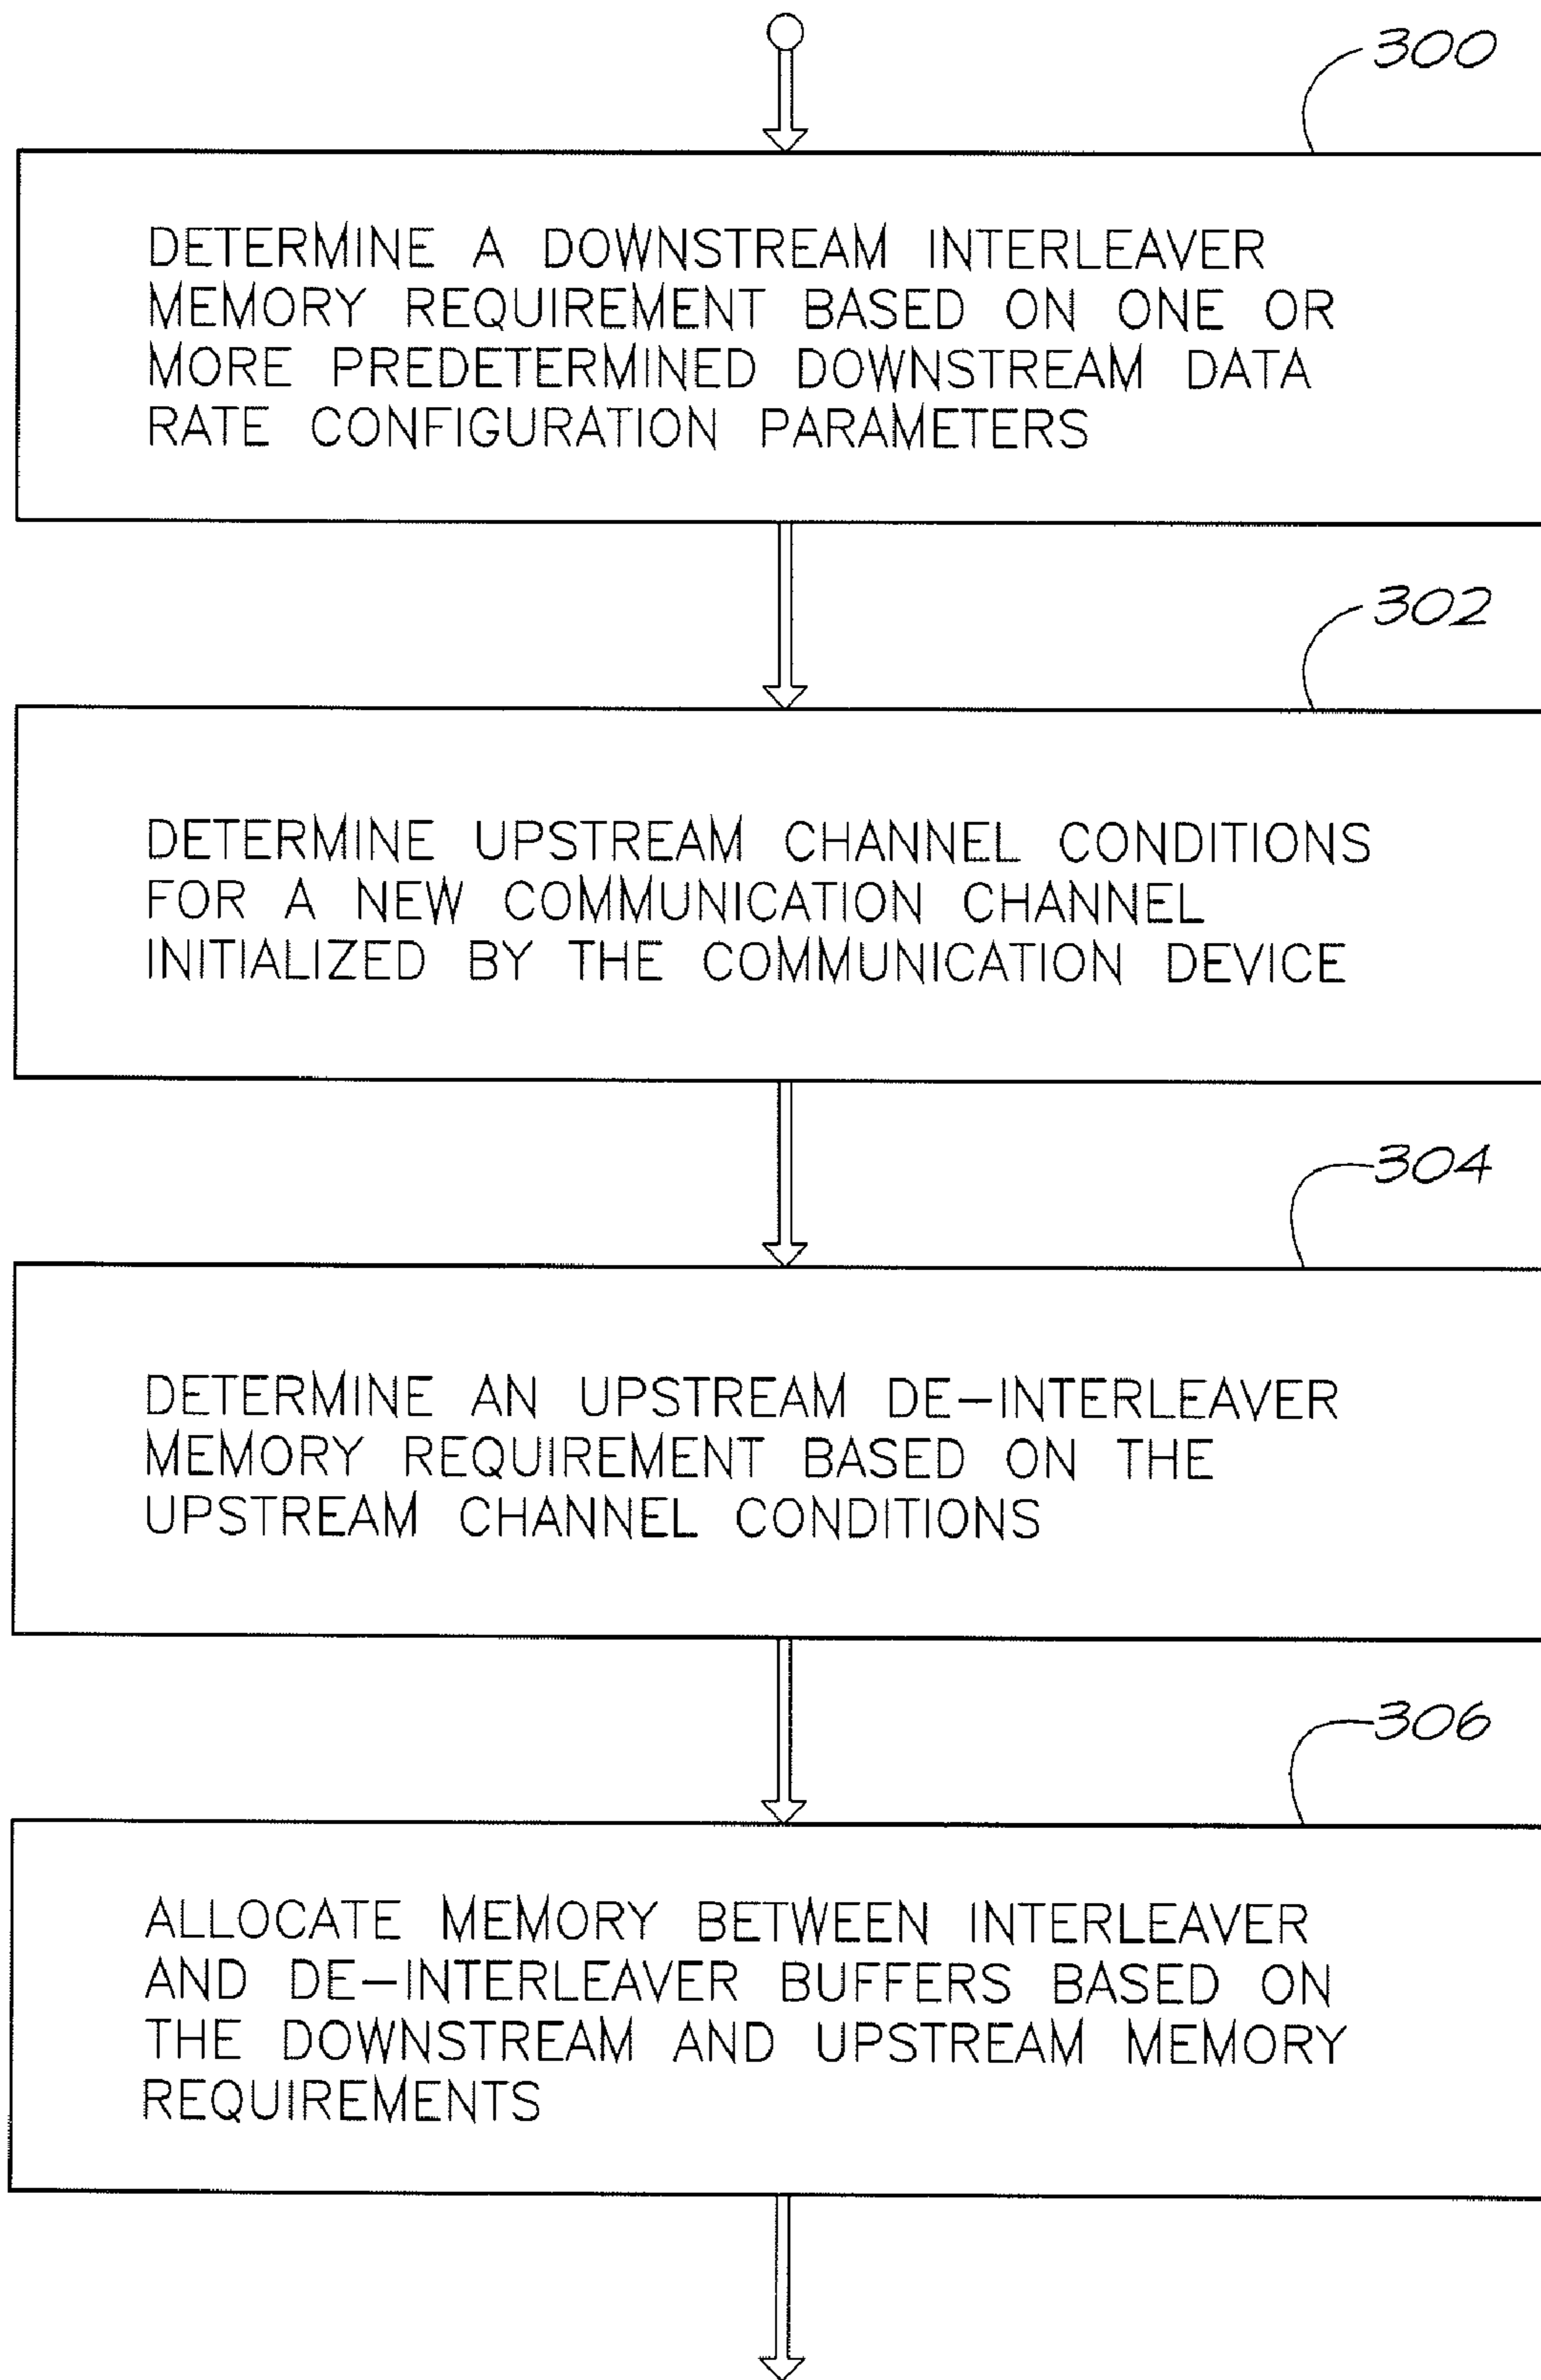 300
DETERMINE A DOWNSTREAM INTERLEAVER
MEMORY REQUIREMENT BASED ON ONE OR
MORE PREDETERMINED DOWNSTREAM DATA
RATE CONFIGURATION PARAMETERS
302
DETERMINE UPSTREAM CHANNEL CONDITIONS
FOR A NEW COMMUNICATION CHANNEL
INITIALIZED BY THE COMMUNICATION DEVICE
304
DETERMINE AN UPSTREAM DE-INTERLEAVER
MEMORY REQUIREMENT BASED ON THE
UPSTREAM CHANNEL CONDITIONS
306
ALLOCATE MEMORY BETWEEN INTERLEAVER
AND DE-INTERLEAVER BUFFERS BASED ON
THE DOWNSTREAM AND UPSTREAM MEMORY
REQUIREMENTS